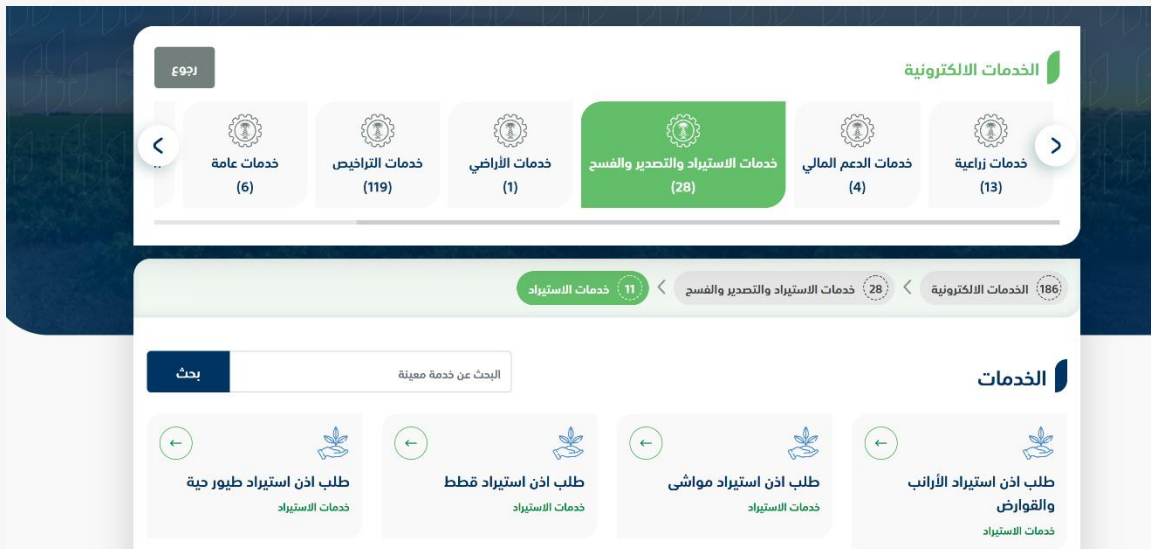 الخدمات الالكترونية
رجوع
خدمات زراعية
(13)
خدمات الدعم المالي
(4)
خدمات الاستيراد والتصدير والفسح
(28)
خدمات الأراضي
(1)
خدمات التراخيص
(119)
خدمات عامة
(6)
186 الخدمات الالكترونية
28 خدمات الاستيراد والتصدير والفسح
11 خدمات الاستيراد
الخدمات
البحث عن خدمة معينة
بحث
طلب اذن استيراد الأرانب
والقوارض
خدمات الاستيراد
طلب اذن استيراد مواشى
خدمات الاستيراد
طلب اذن استيراد قطط
خدمات الاستيراد
طلب اذن استيراد طيور حية
خدمات الاستيراد